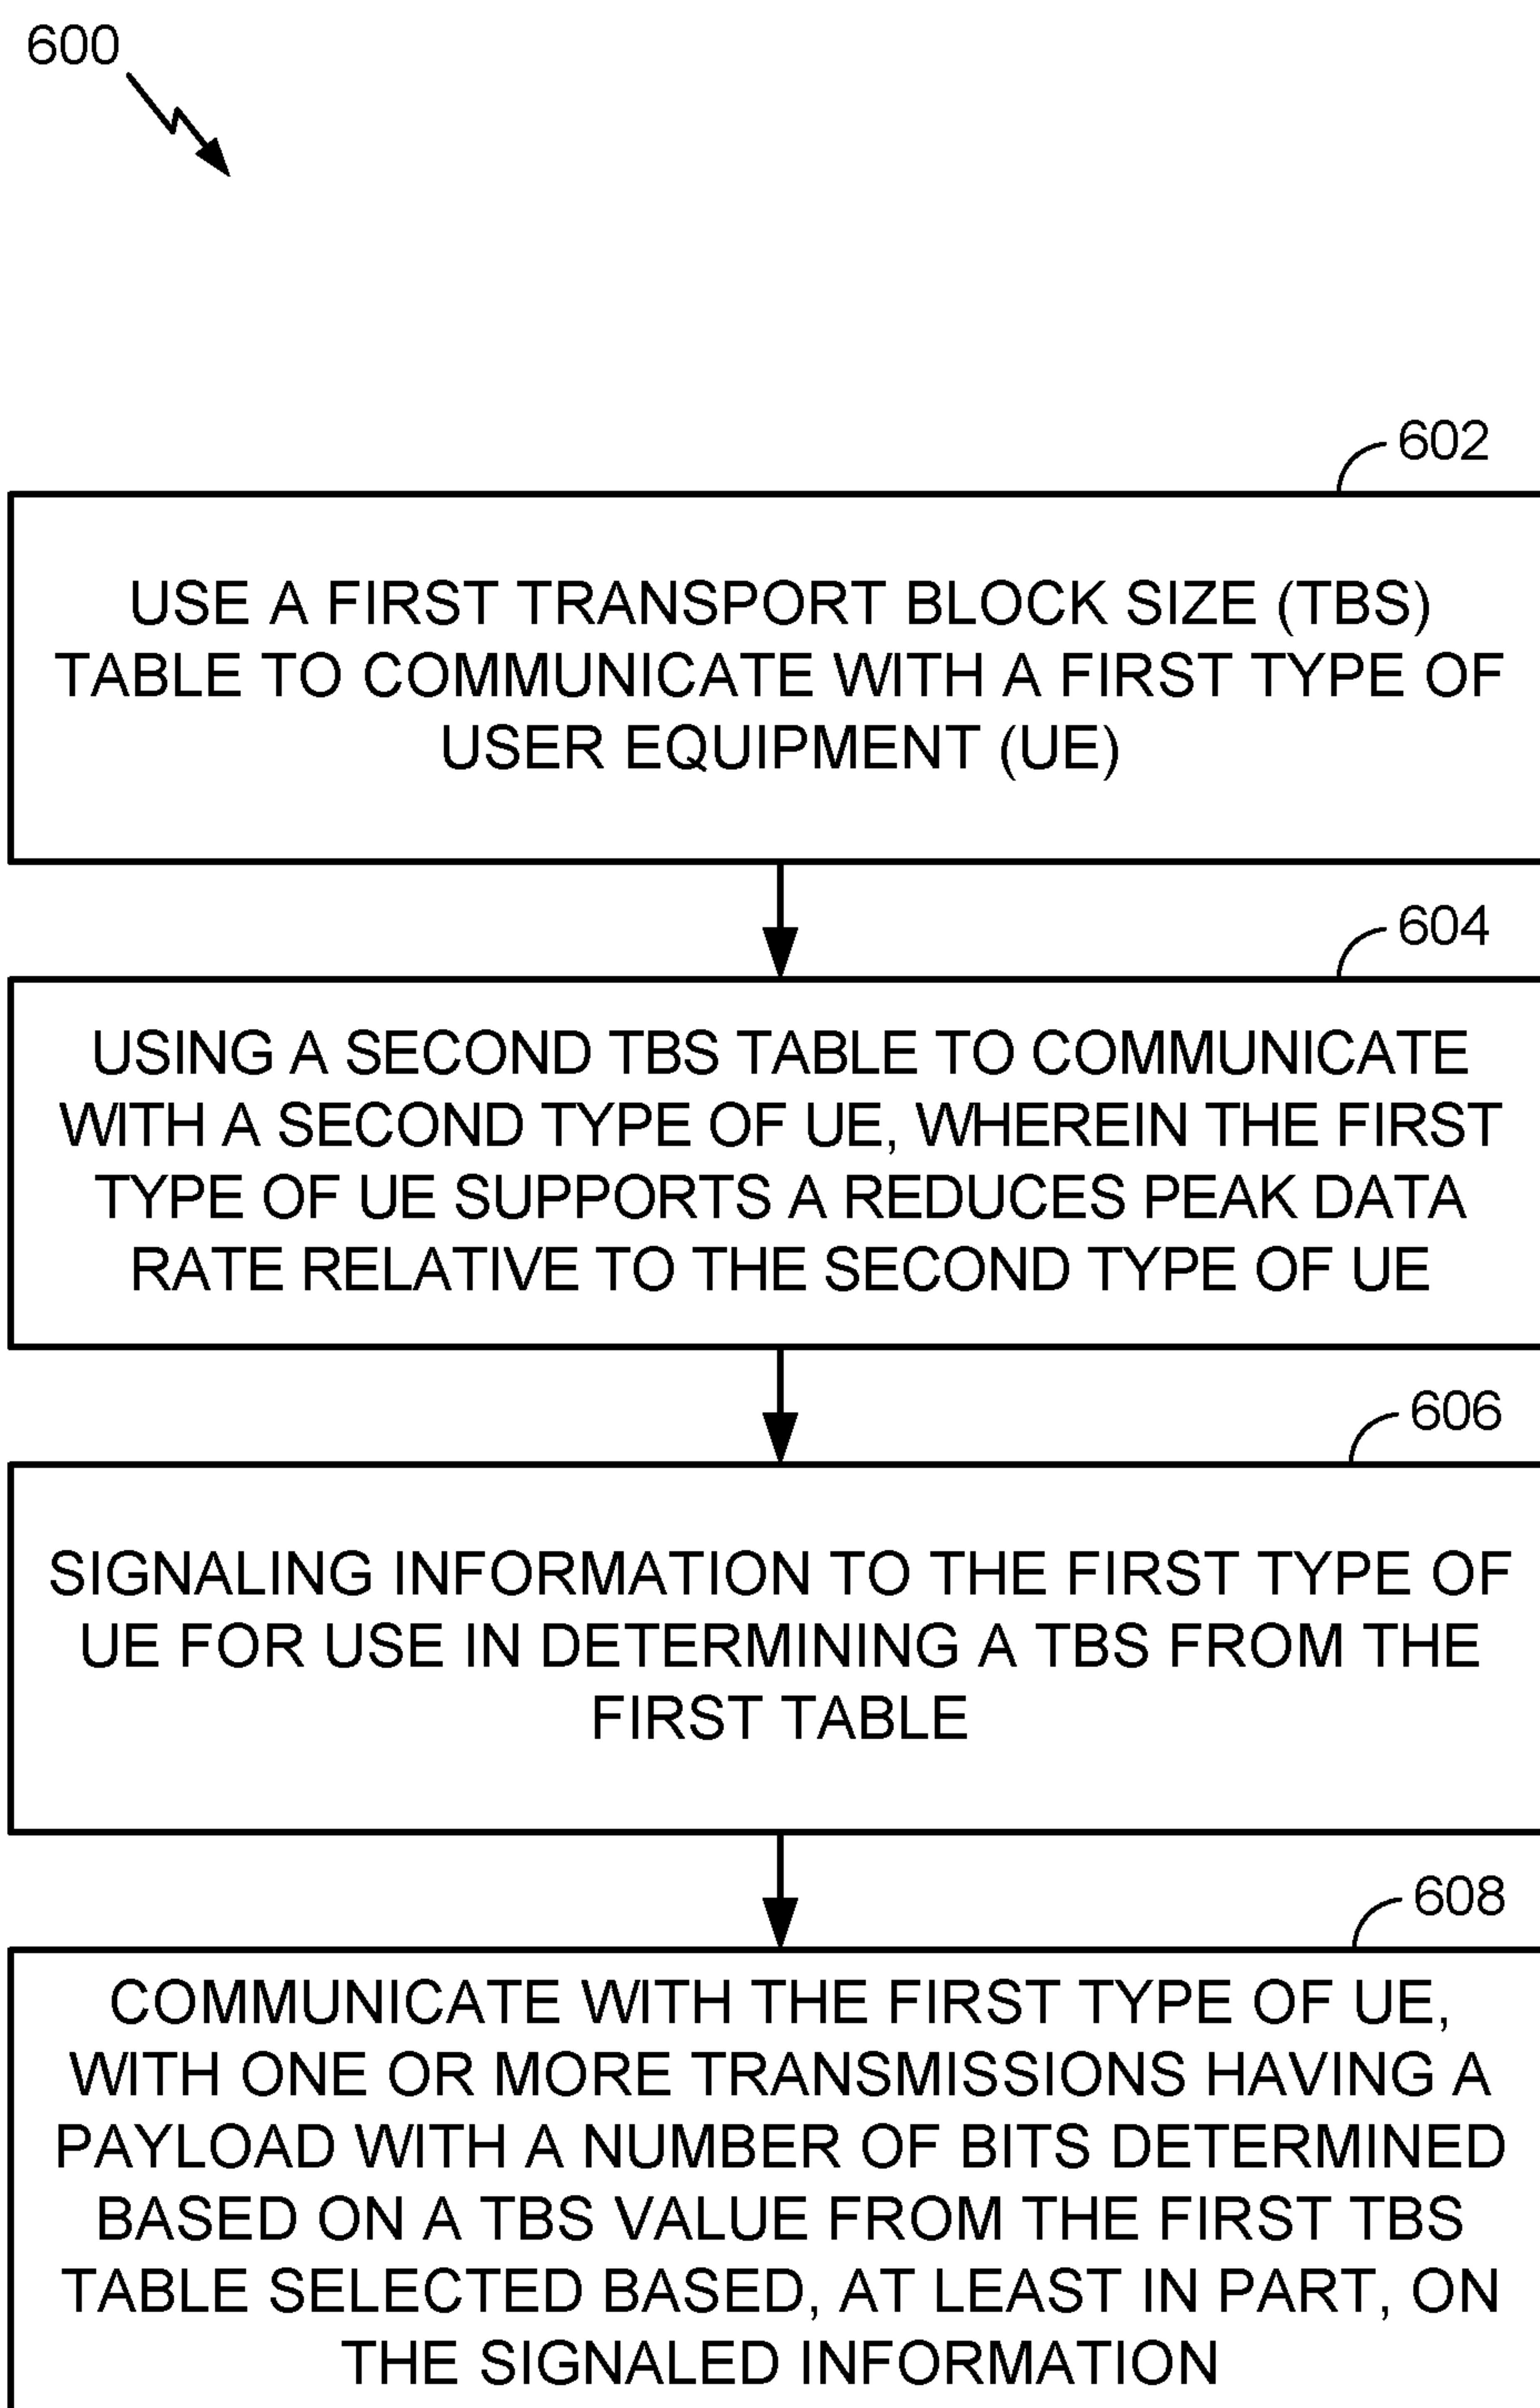 600
602
USE A FIRST TRANSPORT BLOCK SIZE (TBS)
TABLE TO COMMUNICATE WITH A FIRST TYPE OF
USER EQUIPMENT (UE)
604
USING A SECOND TBS TABLE TO COMMUNICATE
WITH A SECOND TYPE OF UE, WHEREIN THE FIRST
TYPE OF UE SUPPORTS A REDUCES PEAK DATA
RATE RELATIVE TO THE SECOND TYPE OF UE
606
SIGNALING INFORMATION TO THE FIRST TYPE OF
UE FOR USE IN DETERMINING A TBS FROM THE
FIRST TABLE
608
COMMUNICATE WITH THE FIRST TYPE OF UE,
WITH ONE OR MORE TRANSMISSIONS HAVING A
PAYLOAD WITH A NUMBER OF BITS DETERMINED
BASED ON A TBS VALUE FROM THE FIRST TBS
TABLE SELECTED BASED, AT LEAST IN PART, ON
THE SIGNALED INFORMATION